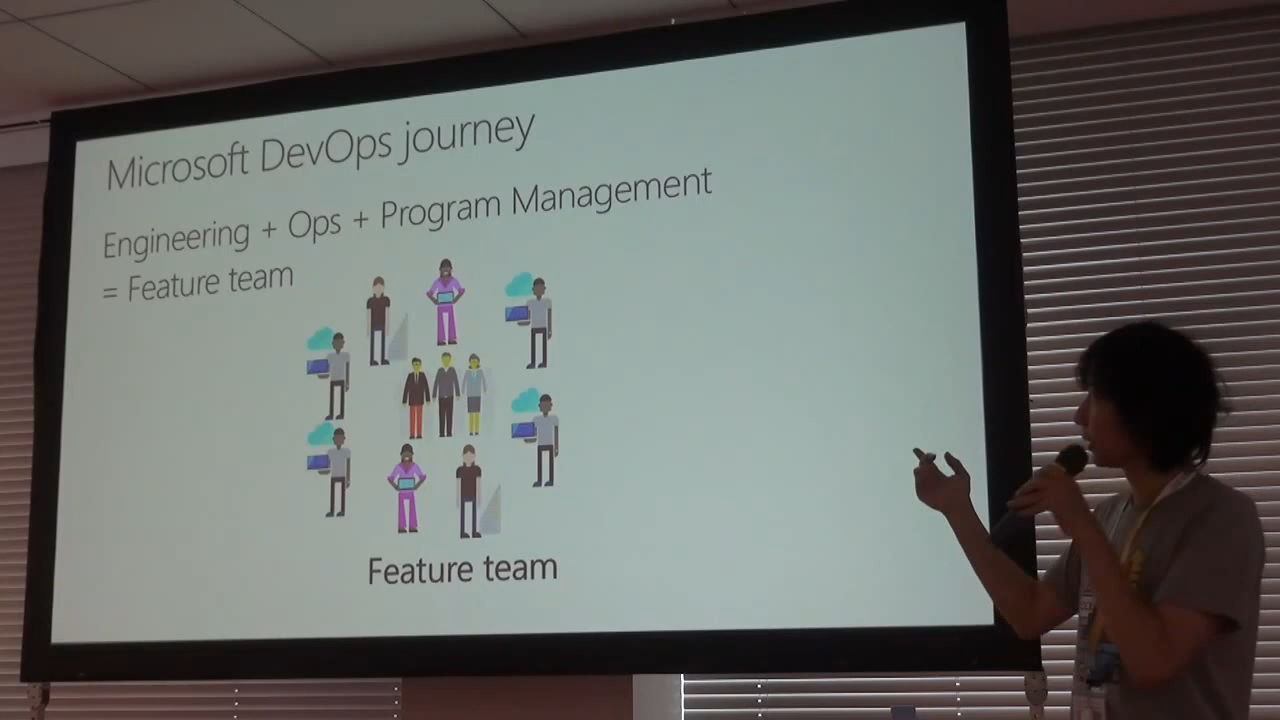 Microsoft DevOps journey
Engineering + Ops + Program Management
= Feature team
Feature team